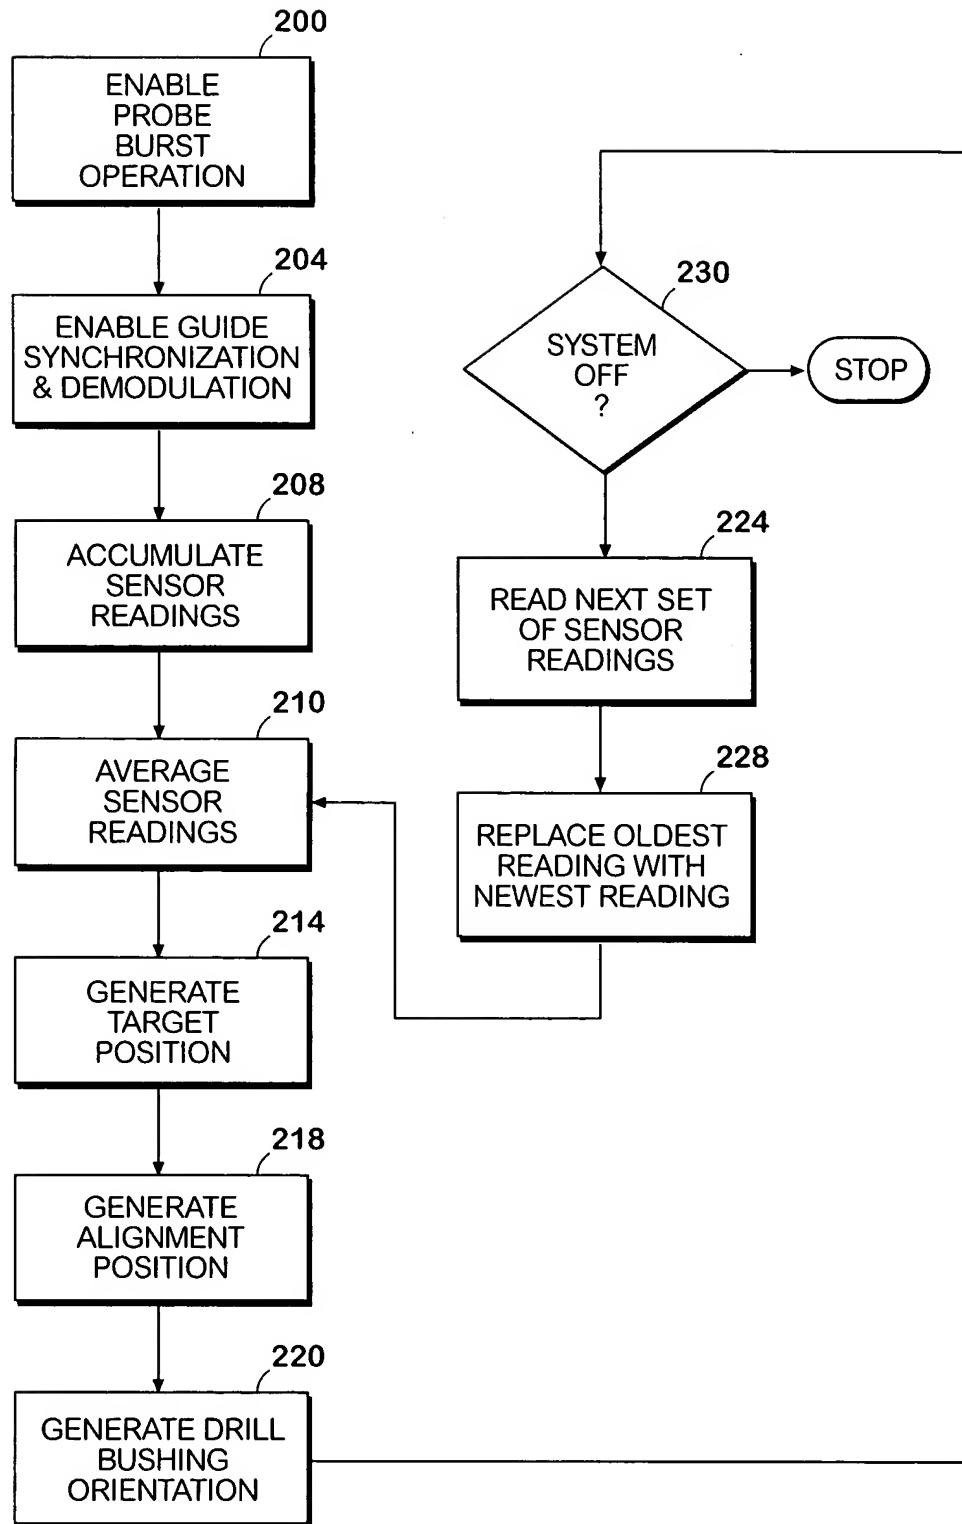 200
ENABLE
PROBE
BURST
OPERATION
204
ENABLE GUIDE
SYNCHRONIZATION
& DEMODULATION
208
ACCUMULATE
SENSOR
READINGS
210
AVERAGE
SENSOR
READINGS
214
GENERATE
TARGET
POSITION
218
GENERATE
ALIGNMENT
POSITION
220
GENERATE DRILL
BUSHING
ORIENTATION
230
SYSTEM
OFF
?
STOP
224
READ NEXT SET
OF SENSOR
READINGS
228
REPLACE OLDEST
READING WITH
NEWEST READING